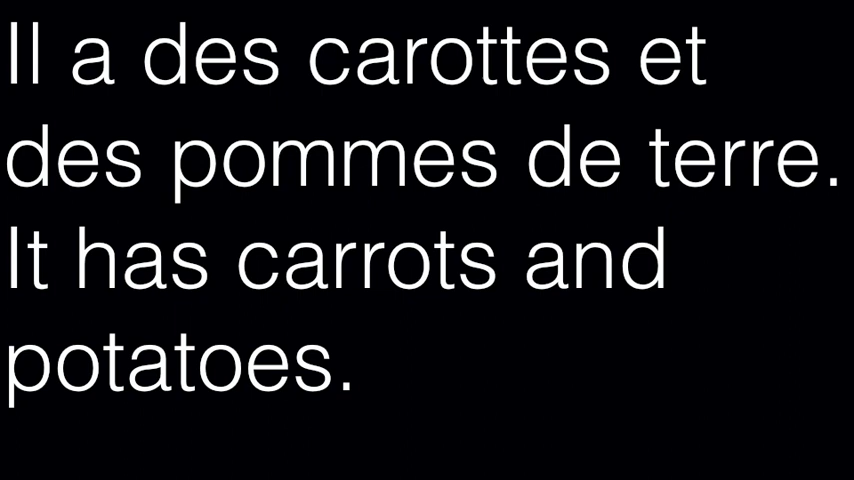 Il a des carottes et
des pommes de terre.
It has carrots and
potatoes.